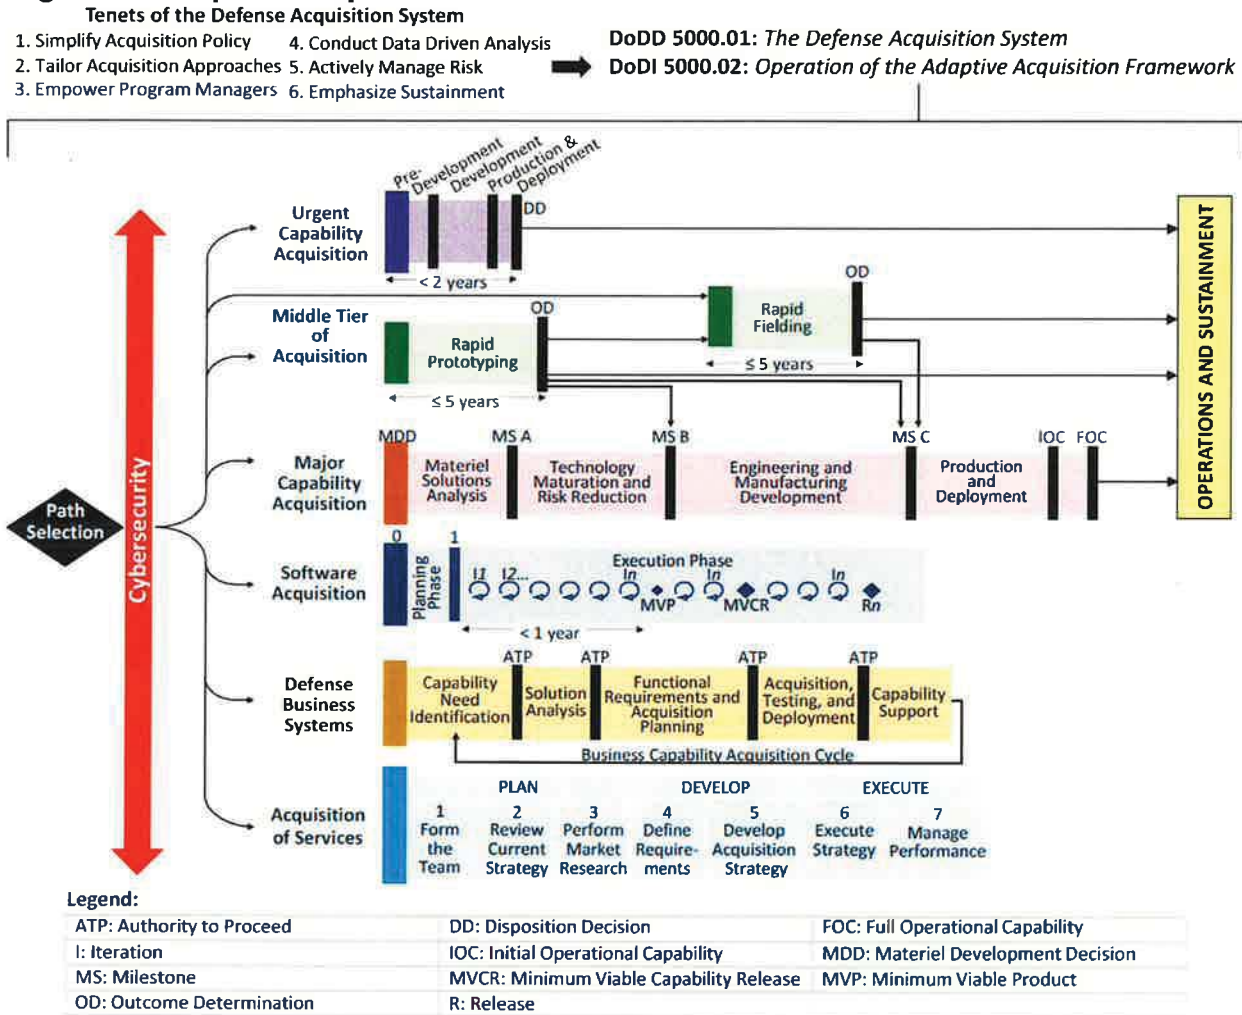 Tenets of the Defense Acquisition System
1. Simplify Acquisition Policy
2. Tailor Acquisition Approaches
3. Empower Program Managers
4. Conduct Data Driven Analysis
5. Actively Manage Risk
6. Emphasize Sustainment
DoDD 5000.01: The Defense Acquisition System
DoDI 5000.02: Operation of the Adaptive Acquisition Framework
Path
Selection
Cybersecurity
Urgent
Capability
Acquisition
Pre-
Development
Development
Production &
Deployment
DD
< 2 years
Middle Tier
of
Acquisition
Rapid
Prototyping
OD
≤ 5 years
Rapid
Fielding
OD
≤ 5 years
Major
Capability
Acquisition
MDD
Materiel
Solutions
Analysis
MS A
Technology
Maturation and
Risk Reduction
MS B
Engineering and
Manufacturing
Development
MS C
Production
and
Deployment
IOC
FOC
OPERATIONS AND SUSTAINMENT
Software
Acquisition
0
Planning
Phase
1
Execution Phase
I1
I2...
In
MVP
In
MVCR
In
Rn
< 1 year
Defense
Business
Systems
Capability
Need
Identification
ATP
Solution
Analysis
ATP
Functional
Requirements and
Acquisition
Planning
ATP
Acquisition,
Testing, and
Deployment
ATP
Capability
Support
Business Capability Acquisition Cycle
Acquisition
of Services
PLAN
DEVELOP
EXECUTE
1
Form
the
Team
2
Review
Current
Strategy
3
Perform
Market
Research
4
Define
Require-
ments
5
Develop
Acquisition
Strategy
6
Execute
Strategy
7
Manage
Performance
Legend:
ATP: Authority to Proceed
DD: Disposition Decision
FOC: Full Operational Capability
I: Iteration
IOC: Initial Operational Capability
MDD: Materiel Development Decision
MS: Milestone
MVCR: Minimum Viable Capability Release
MVP: Minimum Viable Product
OD: Outcome Determination
R: Release